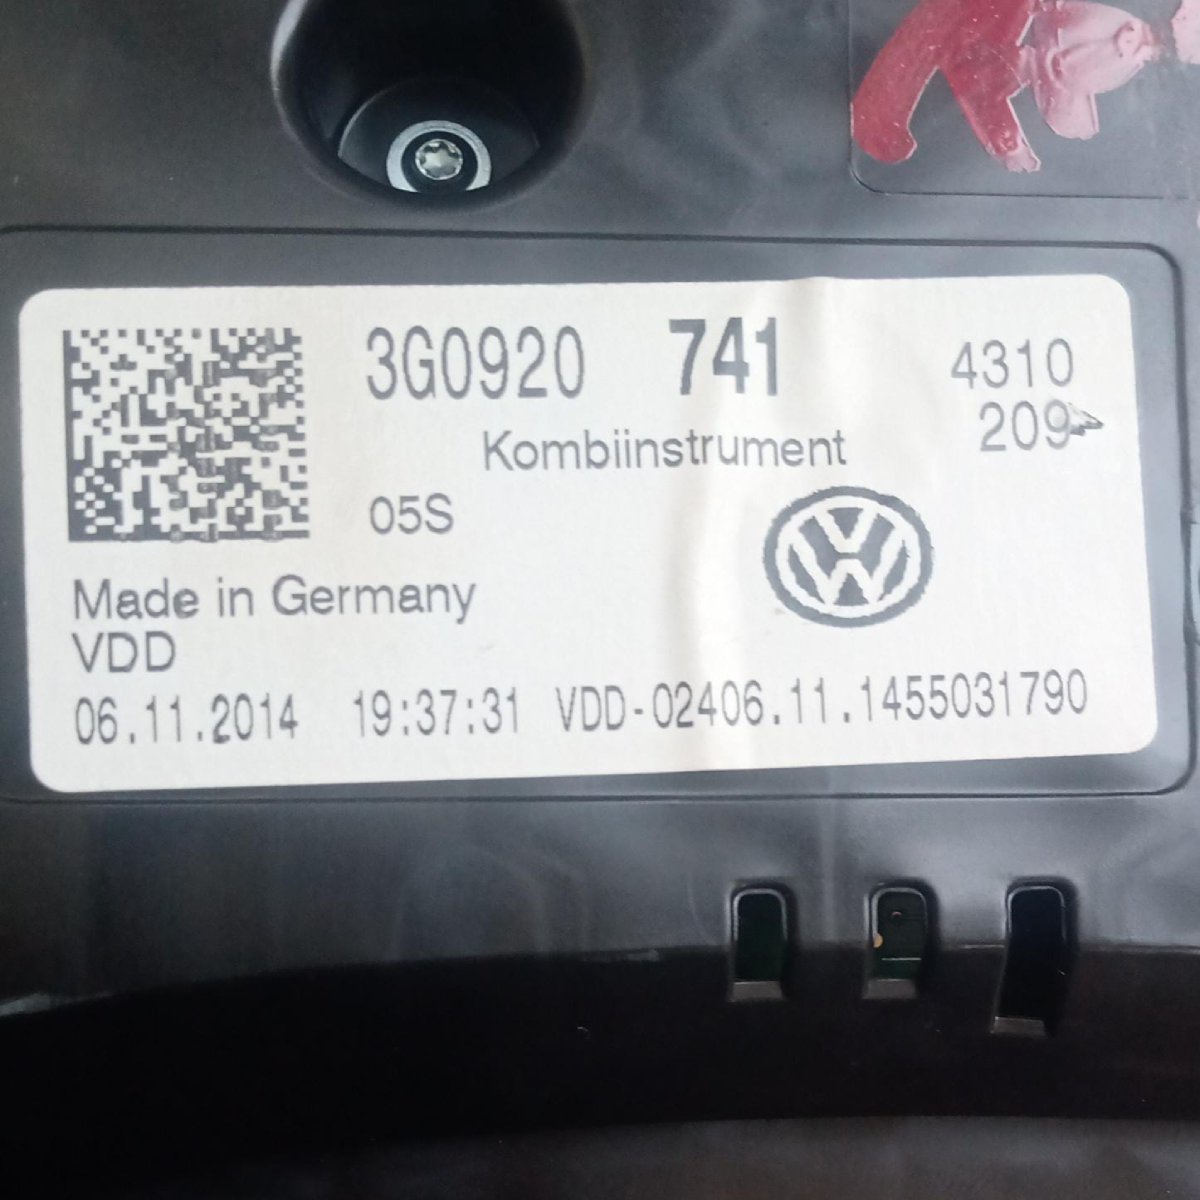 3G0920 741 4310
209
Kombiinstrument
05S
Made in Germany
VDD
06.11.2014 19:37:31 VDD-02406.11.1455031790